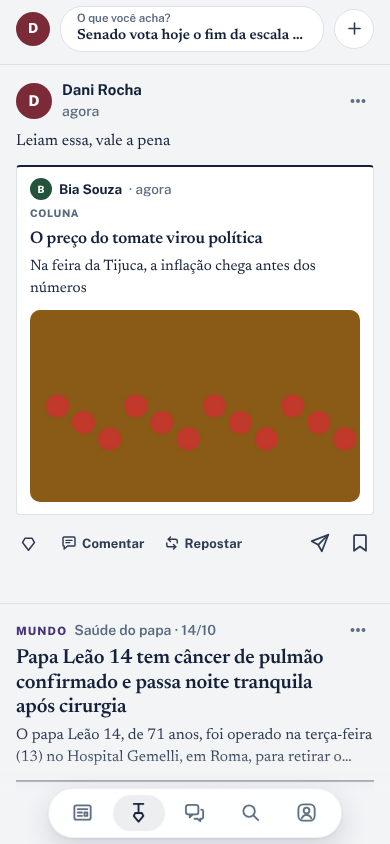 D
O que você acha?
Senado vota hoje o fim da escala ...
D
Dani Rocha
agora
Leiam essa, vale a pena
B
Bia Souza · agora
COLUNA
O preço do tomate virou política
Na feira da Tijuca, a inflação chega antes dos
números
Comentar
Repostar
MUNDO Saúde do papa · 14/10
Papa Leão 14 tem câncer de pulmão
confirmado e passa noite tranquila
após cirurgia
O papa Leão 14, de 71 anos, foi operado na terça-feira
(13) no Hospital Gemelli, em Roma, para retirar o...